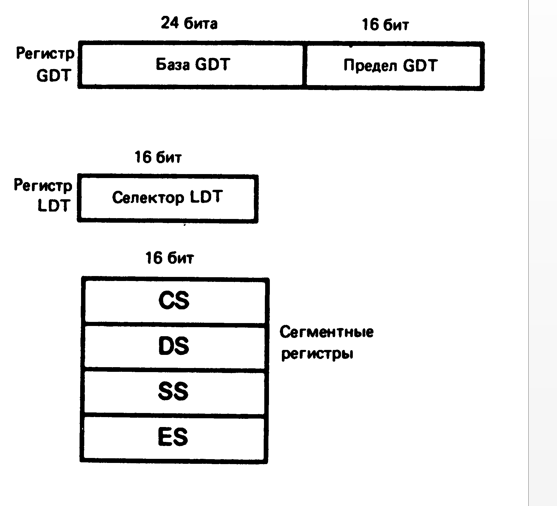 24 бита 16 бит
Регистр
GDT
База GDT Предел GDT
16 бит
Регистр
LDT
Селектор LDT
16 бит
CS
DS
SS
ES
Сегментные
регистры